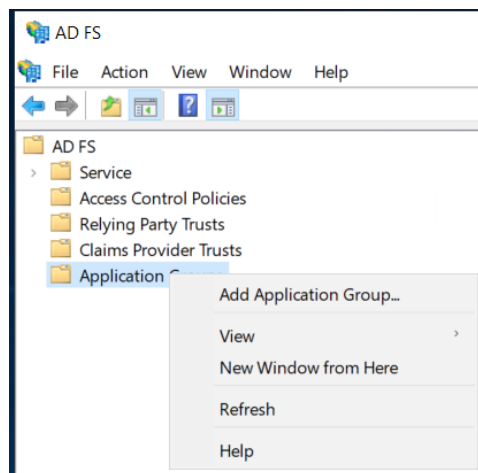 AD FS
File Action View Window Help
AD FS
Service
Access Control Policies
Relying Party Trusts
Claims Provider Trusts
Application
Add Application Group...
View
New Window from Here
Refresh
Help